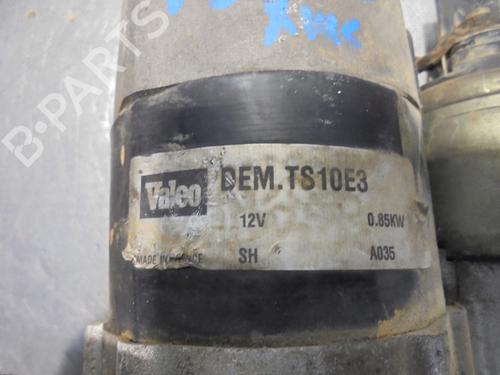 B-PARTS
Valeo
DEM.TS10E3
12V 0.85KW
MADE IN FRANCE
SH A035